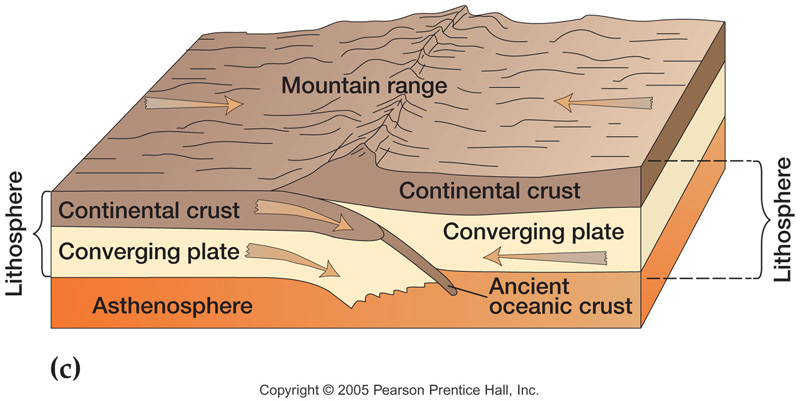 Mountain range
Continental crust
Lithosphere
Continental crust
Lithosphere
Converging plate
Converging plate
Asthenosphere
Ancient
oceanic crust
(c)
Copyright © 2005 Pearson Prentice Hall, Inc.